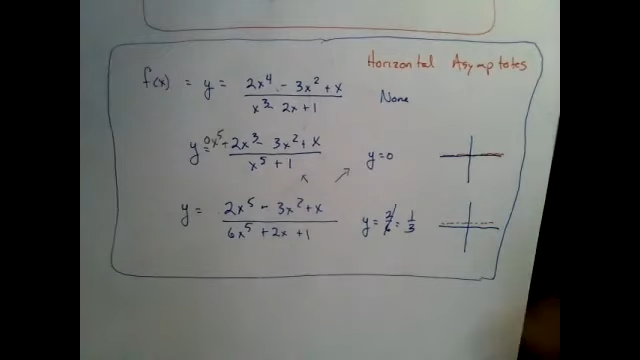 Horizontal Asymptotes
f(x) = y = (2x⁴ - 3x² + x)/(x³ - 2x + 1) None
y = (0x⁵ + 2x³ - 3x² + x)/(x⁵ + 1) y = 0
y = (2x⁵ - 3x² + x)/(6x⁵ + 2x + 1) y = 2/6 = 1/3